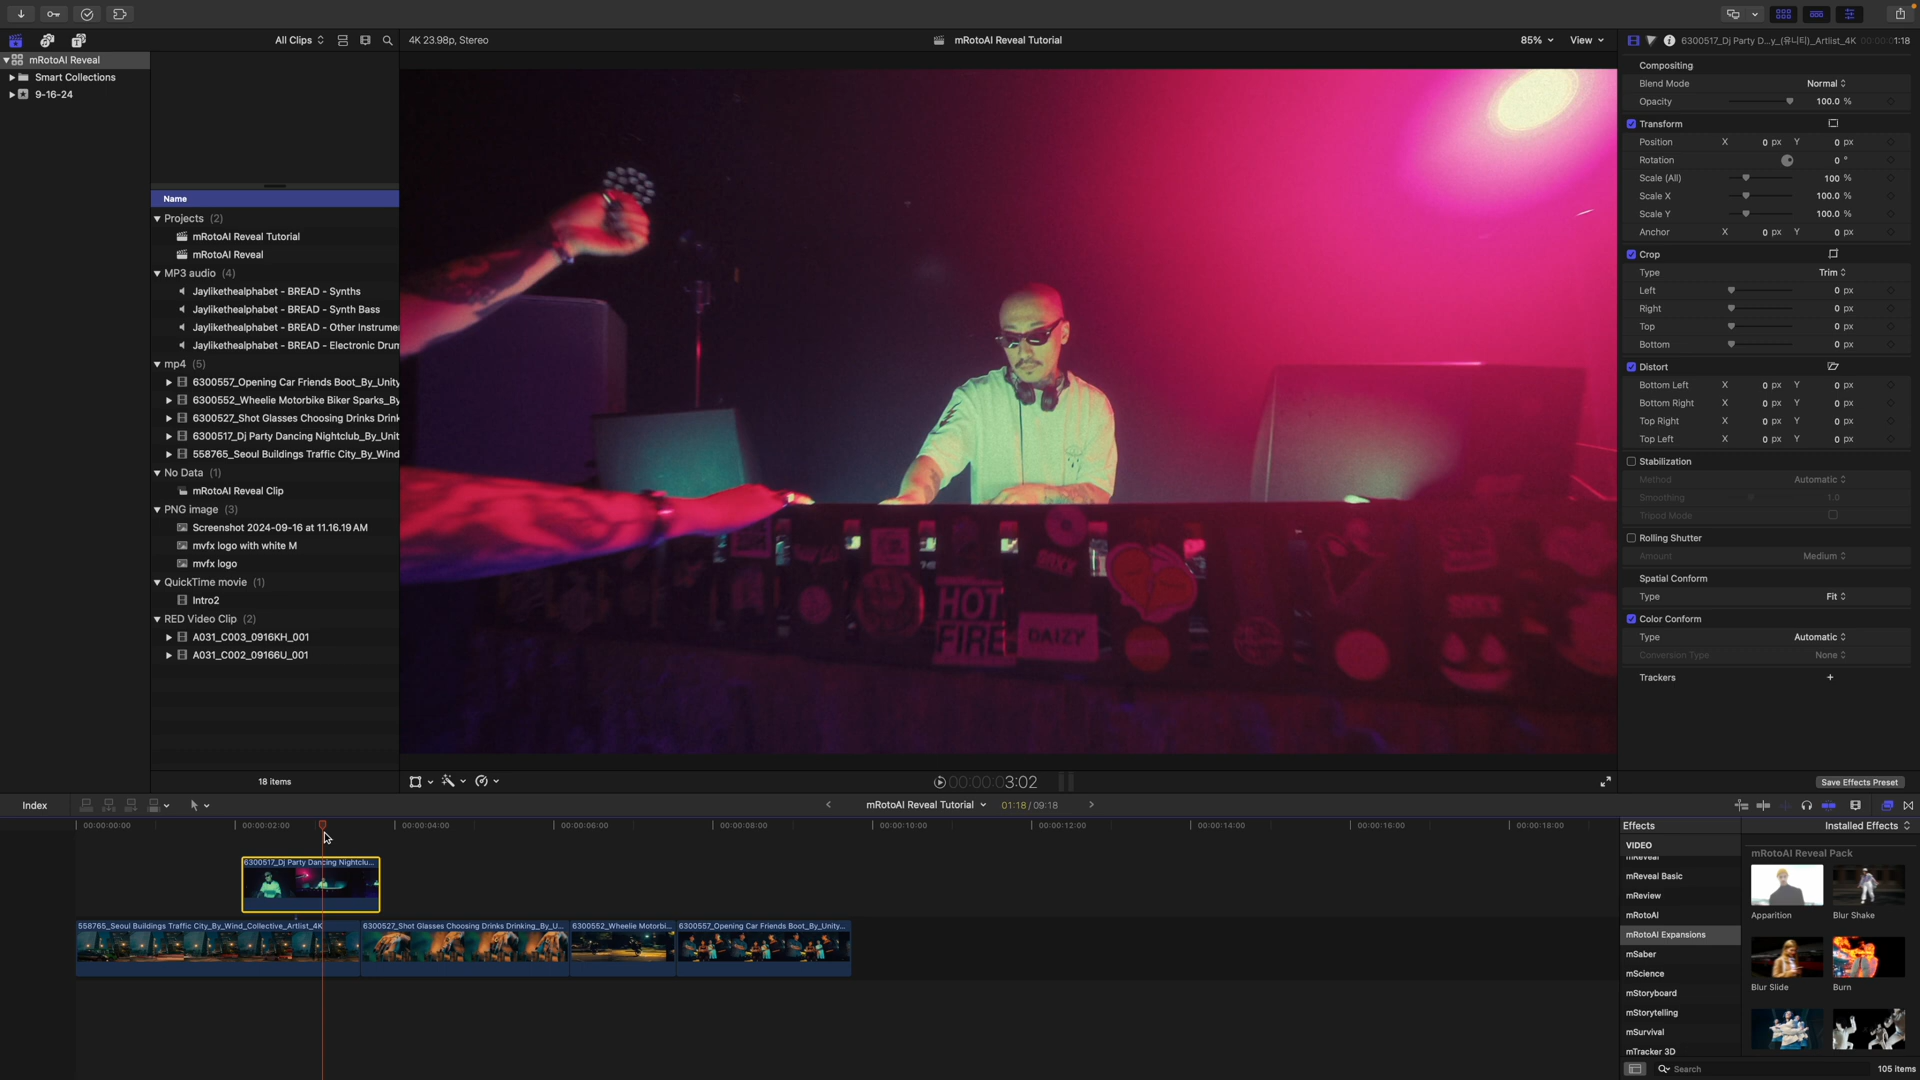 All Clips
4K 23.98p, Stereo
mRotoAI Reveal Tutorial
85%
View
6300517_Dj Party D...y_(유니티)_Artlist_4K
1:18
mRotoAI Reveal
Smart Collections
9-16-24
Name
Projects (2)
mRotoAI Reveal Tutorial
mRotoAI Reveal
MP3 audio (4)
Jaylikethealphabet - BREAD - Synths
Jaylikethealphabet - BREAD - Synth Bass
Jaylikethealphabet - BREAD - Other Instrume
Jaylikethealphabet - BREAD - Electronic Drun
mp4 (5)
6300557_Opening Car Friends Boot_By_Unity
6300552_Wheelie Motorbike Biker Sparks_By
6300527_Shot Glasses Choosing Drinks Drink
6300517_Dj Party Dancing Nightclub_By_Unit
558765_Seoul Buildings Traffic City_By_Wind
No Data (1)
mRotoAI Reveal Clip
PNG image (3)
Screenshot 2024-09-16 at 11.16.19 AM
mvfx logo with white M
mvfx logo
QuickTime movie (1)
Intro2
RED Video Clip (2)
A031_C003_0916KH_001
A031_C002_09166U_001
18 items
HOT
FIRE
DAIZY
Compositing
Blend Mode Normal
Opacity 100.0 %
Transform
Position X 0 px Y 0 px
Rotation 0 °
Scale (All) 100 %
Scale X 100.0 %
Scale Y 100.0 %
Anchor X 0 px Y 0 px
Crop
Type Trim
Left 0 px
Right 0 px
Top 0 px
Bottom 0 px
Distort
Bottom Left X 0 px Y 0 px
Bottom Right X 0 px Y 0 px
Top Right X 0 px Y 0 px
Top Left X 0 px Y 0 px
Stabilization
Method Automatic
Smoothing 1.0
Tripod Mode
Rolling Shutter
Amount Medium
Spatial Conform
Type Fit
Color Conform
Type Automatic
Conversion Type None
Trackers +
00:00:00:03:02
Save Effects Preset
Index
mRotoAI Reveal Tutorial
01:18 / 09:18
00:00:00:00
00:00:02:00
00:00:04:00
00:00:06:00
00:00:08:00
00:00:10:00
00:00:12:00
00:00:14:00
00:00:16:00
00:00:18:00
6300517_Dj Party Dancing Nightclu...
558765_Seoul Buildings Traffic City_By_Wind_Collective_Artlist_4K
6300527_Shot Glasses Choosing Drinks Drinking_By_U...
6300552_Wheelie Motorbi...
6300557_Opening Car Friends Boot_By_Unity...
Effects
Installed Effects
VIDEO
mReveal
mReveal Basic
mReview
mRotoAI
mRotoAI Expansions
mSaber
mScience
mStoryboard
mStorytelling
mSurvival
mTracker 3D
mRotoAI Reveal Pack
Apparition
Blur Shake
Blur Slide
Burn
Search
105 items